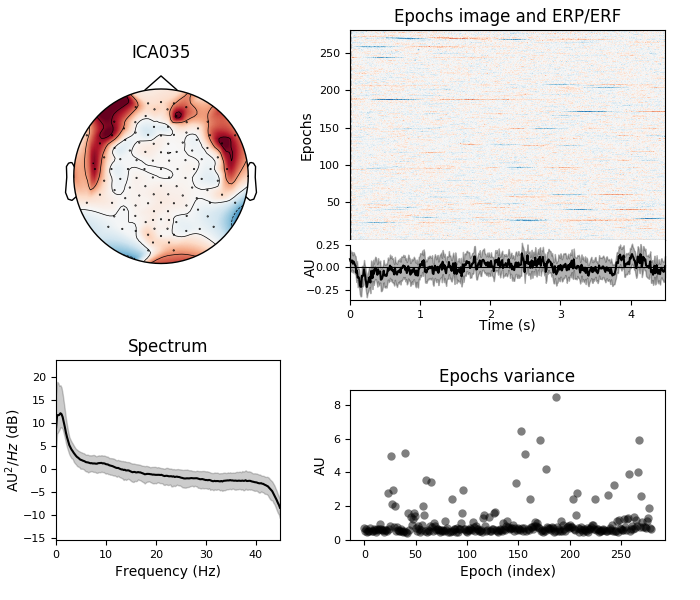 ICA035
Epochs image and ERP/ERF
Epochs
250
200
150
100
50
AU
0.25
0.00
−0.25
0 1 2 3 4
Time (s)
Spectrum
AU²/Hz (dB)
20
15
10
5
0
−5
−10
−15
0 10 20 30 40
Frequency (Hz)
Epochs variance
AU
8
6
4
2
0
0 50 100 150 200 250
Epoch (index)